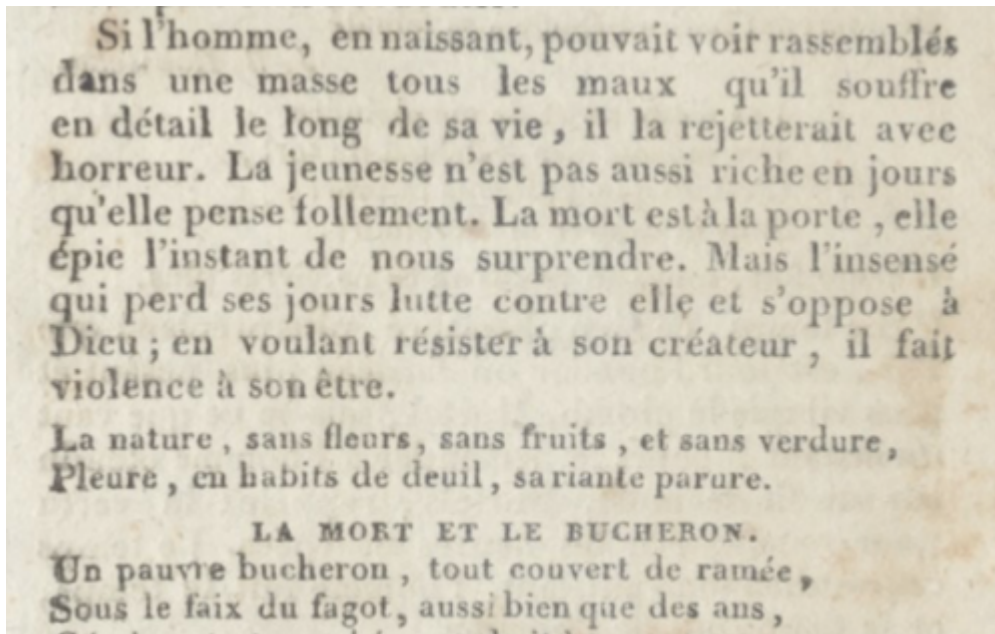 Si l'homme, en naissant, pouvait voir rassemblés
dans une masse tous les maux qu'il souffre
en détail le long de sa vie, il la rejetterait avec
horreur. La jeunesse n'est pas aussi riche en jours
qu'elle pense follement. La mort est à la porte, elle
épie l'instant de nous surprendre. Mais l'insensé
qui perd ses jours lutte contre elle et s'oppose à
Dieu; en voulant résister à son créateur, il fait
violence à son être.
La nature, sans fleurs, sans fruits, et sans verdure,
Pleure, en habits de deuil, sa riante parure.
LA MORT ET LE BUCHERON.
Un pauvre bucheron, tout couvert de ramée,
Sous le faix du fagot, aussi bien que des ans,